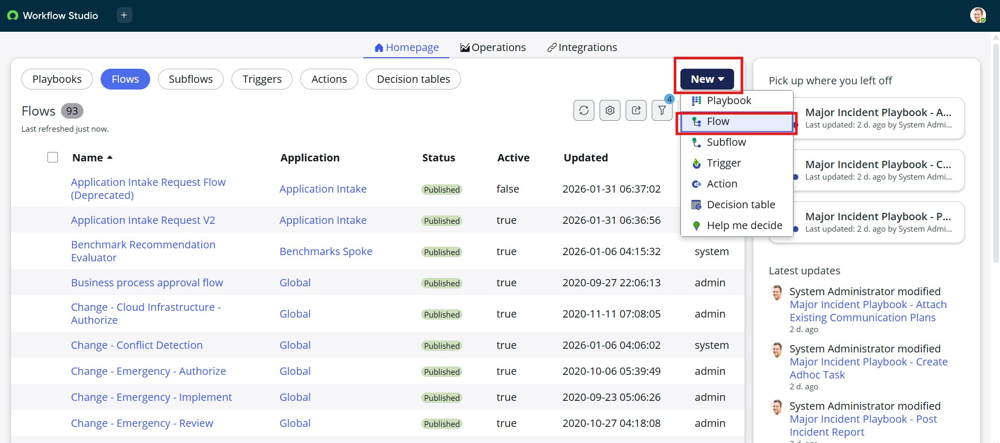 Workflow Studio
+
Homepage
Operations
Integrations
Playbooks
Flows
Subflows
Triggers
Actions
Decision tables
New
Playbook
Flow
Subflow
Trigger
Action
Decision table
Help me decide
Flows 93
Last refreshed just now.
4
Name Application Status Active Updated
Application Intake Request Flow
(Deprecated)
Application Intake Published false 2026-01-31 06:37:02
Application Intake Request V2 Application Intake Published true 2026-01-31 06:36:56
Benchmark Recommendation
Evaluator
Benchmarks Spoke Published true 2026-01-06 04:15:32 system
Business process approval flow Global Published true 2020-09-27 22:06:13 admin
Change - Cloud Infrastructure -
Authorize
Global Published true 2020-11-11 07:08:05 admin
Change - Conflict Detection Global Published true 2026-01-06 04:06:02 system
Change - Emergency - Authorize Global Published true 2020-10-06 05:39:49 admin
Change - Emergency - Implement Global Published true 2020-09-23 05:06:26 admin
Change - Emergency - Review Global Published true 2020-10-27 04:18:08 admin
Pick up where you left off
Major Incident Playbook - A...
Last updated: 2 d. ago by System Admi...
Major Incident Playbook - C...
Last updated: 2 d. ago by System Admi...
Major Incident Playbook - P...
Last updated: 2 d. ago by System Admi...
Latest updates
System Administrator modified
Major Incident Playbook - Attach
Existing Communication Plans
2 d. ago
System Administrator modified
Major Incident Playbook - Create
Adhoc Task
2 d. ago
System Administrator modified
Major Incident Playbook - Post
Incident Report